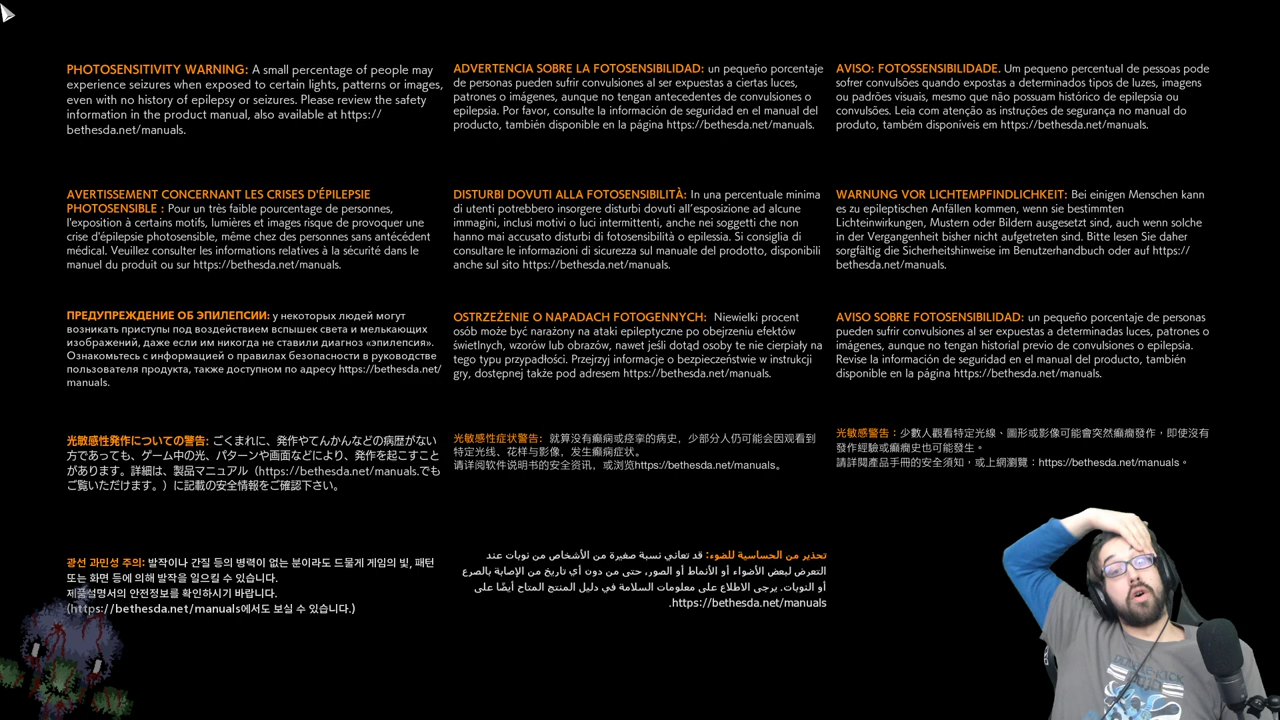 PHOTOSENSITIVITY WARNING: A small percentage of people may
experience seizures when exposed to certain lights, patterns or images,
even with no history of epilepsy or seizures. Please review the safety
information in the product manual, also available at https://
bethesda.net/manuals.
ADVERTENCIA SOBRE LA FOTOSENSIBILIDAD: un pequeño porcentaje
de personas pueden sufrir convulsiones al ser expuestas a ciertas luces,
patrones o imágenes, aunque no tengan antecedentes de convulsiones o
epilepsia. Por favor, consulte la información de seguridad en el manual del
producto, también disponible en la página https://bethesda.net/manuals.
AVISO: FOTOSSENSIBILIDADE. Um pequeno percentual de pessoas pode
sofrer convulsões quando expostas a determinados tipos de luzes, imagens
ou padrões visuais, mesmo que não possuam histórico de epilepsia ou
convulsões. Leia com atenção as instruções de segurança no manual do
produto, também disponíveis em https://bethesda.net/manuals.
AVERTISSEMENT CONCERNANT LES CRISES D'ÉPILEPSIE
PHOTOSENSIBLE : Pour un très faible pourcentage de personnes,
l'exposition à certains motifs, lumières et images risque de provoquer une
crise d'épilepsie photosensible, même chez des personnes sans antécédent
médical. Veuillez consulter les informations relatives à la sécurité dans le
manuel du produit ou sur https://bethesda.net/manuals.
DISTURBI DOVUTI ALLA FOTOSENSIBILITÀ: In una percentuale minima
di utenti potrebbero insorgere disturbi dovuti all'esposizione ad alcune
immagini, inclusi motivi o luci intermittenti, anche nei soggetti che non
hanno mai accusato disturbi di fotosensibilità o epilessia. Si consiglia di
consultare le informazioni di sicurezza sul manuale del prodotto, disponibili
anche sul sito https://bethesda.net/manuals.
WARNUNG VOR LICHTEMPFINDLICHKEIT: Bei einigen Menschen kann
es zu epileptischen Anfällen kommen, wenn sie bestimmten
Lichteinwirkungen, Mustern oder Bildern ausgesetzt sind, auch wenn solche
in der Vergangenheit bisher nicht aufgetreten sind. Bitte lesen Sie daher
sorgfältig die Sicherheitshinweise im Benutzerhandbuch oder auf https://
bethesda.net/manuals.
ПРЕДУПРЕЖДЕНИЕ ОБ ЭПИЛЕПСИИ: у некоторых людей могут
возникать приступы под воздействием вспышек света и мелькающих
изображений, даже если им никогда не ставили диагноз «эпилепсия».
Ознакомьтесь с информацией о правилах безопасности в руководстве
пользователя продукта, также доступном по адресу https://bethesda.net/
manuals.
OSTRZEŻENIE O NAPADACH FOTOGENNYCH: Niewielki procent
osób może być narażony na ataki epileptyczne po obejrzeniu efektów
świetlnych, wzorów lub obrazów, nawet jeśli dotąd osoby te nie cierpiały na
tego typu przypadłości. Przejrzyj informacje o bezpieczeństwie w instrukcji
gry, dostępnej także pod adresem https://bethesda.net/manuals.
AVISO SOBRE FOTOSENSIBILIDAD: un pequeño porcentaje de personas
pueden sufrir convulsiones al ser expuestas a determinadas luces, patrones o
imágenes, aunque no tengan historial previo de convulsiones o epilepsia.
Revise la información de seguridad en el manual del producto, también
disponible en la página https://bethesda.net/manuals.
光敏感性発作についての警告: ごくまれに、発作やてんかんなどの病歴がない
方であっても、ゲーム中の光、パターンや画面などにより、発作を起こすこと
があります。詳細は、製品マニュアル（https://bethesda.net/manuals.でも
ご覧いただけます。）に記載の安全情報をご確認下さい。
光敏感性症状警告：就算没有癫痫或痉挛的病史，少部分人仍可能会因观看到
特定光线、花样与影像，发生癫痫症状。
请详阅软件说明书的安全资讯，或浏览https://bethesda.net/manuals。
光敏感警告：少數人觀看特定光線、圖形或影像可能會突然癲癇發作，即使沒有
發作經驗或癲癇病史也可能發生。
請詳閱產品手冊的安全須知，或上網瀏覽：https://bethesda.net/manuals。
광선 과민성 주의: 발작이나 간질 등의 병력이 없는 분이라도 드물게 게임의 빛, 패턴
또는 화면 등에 의해 발작을 일으킬 수 있습니다.
제품설명서의 안전정보를 확인하시기 바랍니다.
(https://bethesda.net/manuals에서도 보실 수 있습니다.)
تحذير من الحساسية للضوء: قد تعاني نسبة صغيرة من الأشخاص من نوبات عند
التعرض لبعض الأضواء أو الأنماط أو الصور، حتى من دون أي تاريخ من الإصابة بالصرع
أو النوبات. يرجى الاطلاع على معلومات السلامة في دليل المنتج المتاح أيضًا على
https://bethesda.net/manuals.